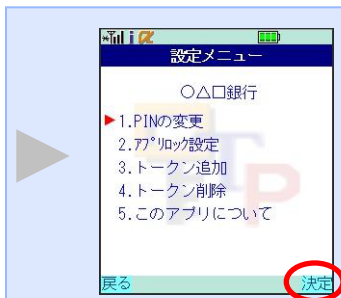 設定メニュー
○△□銀行
1.PINの変更
2.ｱﾌﾟﾘﾛｯｸ設定
3.トークン追加
4.トークン削除
5.このアプリについて
戻る 決定